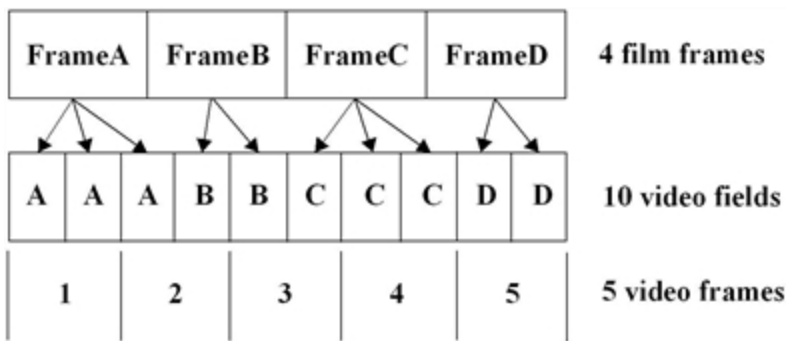 FrameA FrameB FrameC FrameD 4 film frames
A A A B B C C C D D 10 video fields
1 2 3 4 5 5 video frames